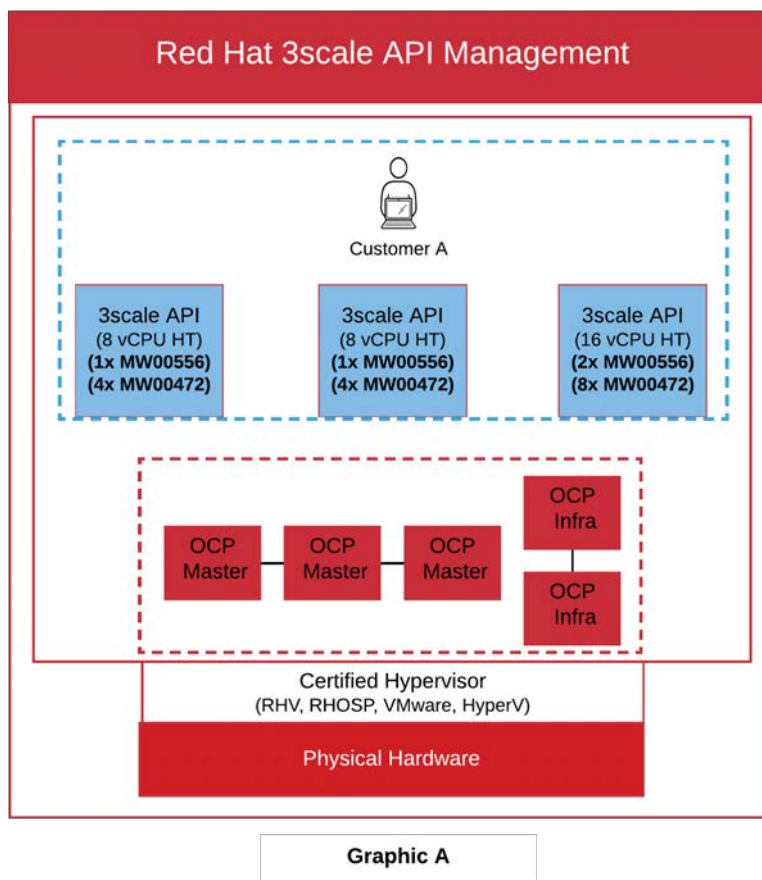 Red Hat 3scale API Management
Customer A
3scale API
(8 vCPU HT)
(1x MW00556)
(4x MW00472)
3scale API
(8 vCPU HT)
(1x MW00556)
(4x MW00472)
3scale API
(16 vCPU HT)
(2x MW00556)
(8x MW00472)
OCP
Master
OCP
Master
OCP
Master
OCP
Infra
OCP
Infra
Certified Hypervisor
(RHV, RHOSP, VMware, HyperV)
Physical Hardware
Graphic A